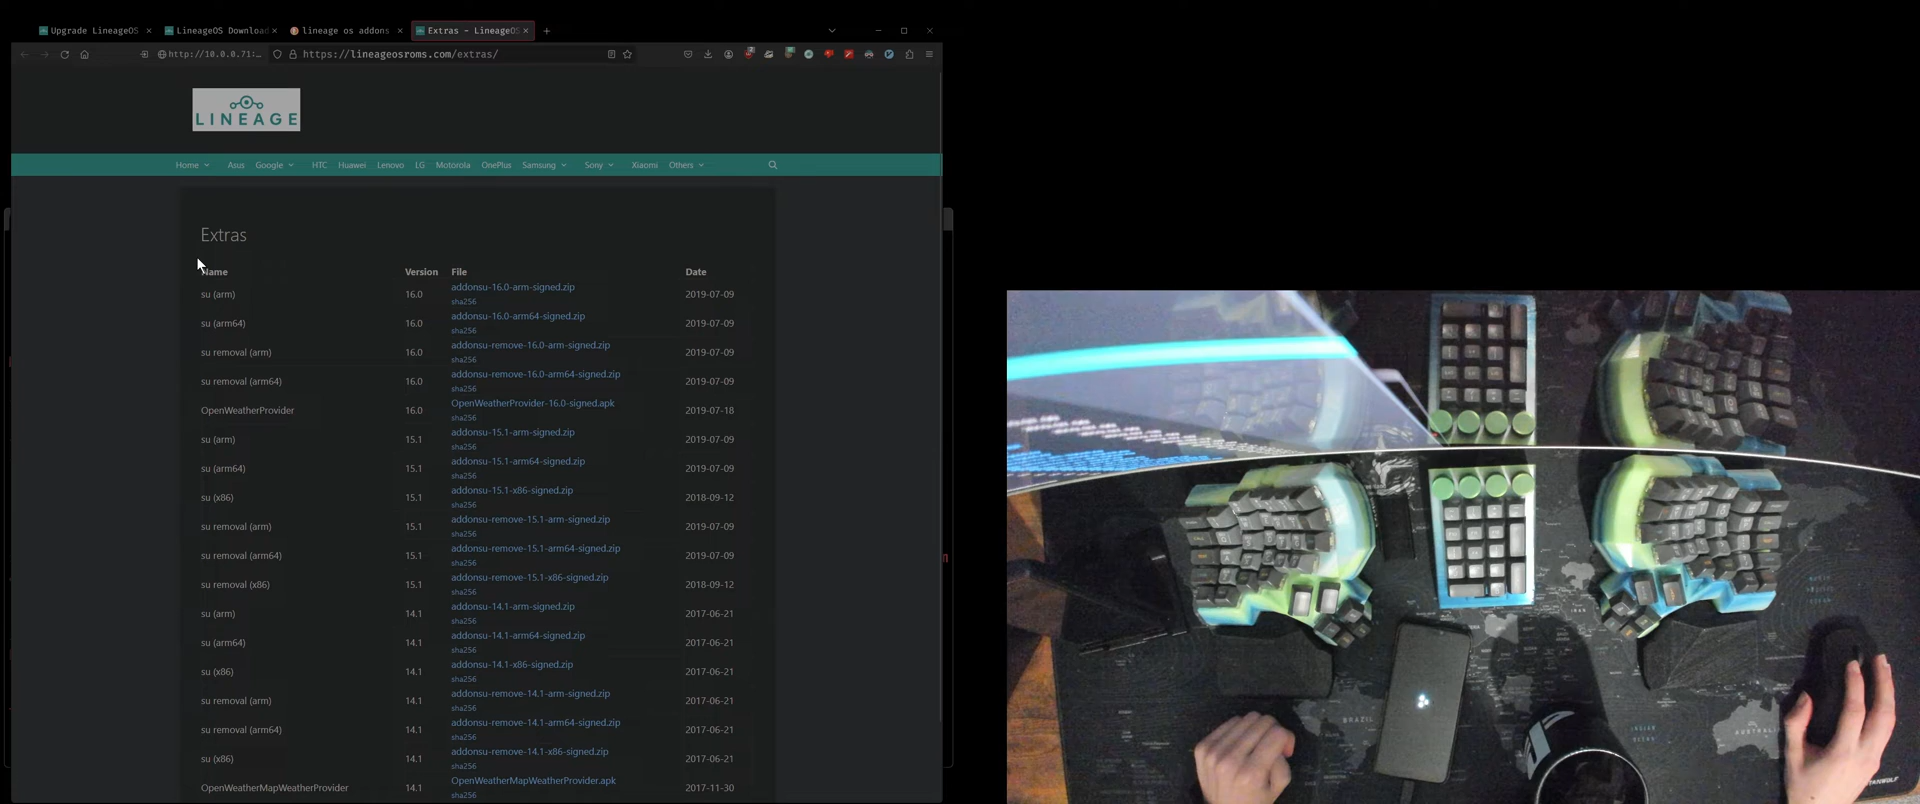 Upgrade LineageOS
LineageOS Download
lineage os addons
Extras – LineageOS
http://10.0.0.71:...
https://lineageosroms.com/extras/
LINEAGE
Home Asus Google HTC Huawei Lenovo LG Motorola OnePlus Samsung Sony Xiaomi Others
Extras
Name Version File Date
su (arm) 16.0 addonsu-16.0-arm-signed.zip 2019-07-09
sha256
su (arm64) 16.0 addonsu-16.0-arm64-signed.zip 2019-07-09
sha256
su removal (arm) 16.0 addonsu-remove-16.0-arm-signed.zip 2019-07-09
sha256
su removal (arm64) 16.0 addonsu-remove-16.0-arm64-signed.zip 2019-07-09
sha256
OpenWeatherProvider 16.0 OpenWeatherProvider-16.0-signed.apk 2019-07-18
sha256
su (arm) 15.1 addonsu-15.1-arm-signed.zip 2019-07-09
sha256
su (arm64) 15.1 addonsu-15.1-arm64-signed.zip 2019-07-09
sha256
su (x86) 15.1 addonsu-15.1-x86-signed.zip 2018-09-12
sha256
su removal (arm) 15.1 addonsu-remove-15.1-arm-signed.zip 2019-07-09
sha256
su removal (arm64) 15.1 addonsu-remove-15.1-arm64-signed.zip 2019-07-09
sha256
su removal (x86) 15.1 addonsu-remove-15.1-x86-signed.zip 2018-09-12
sha256
su (arm) 14.1 addonsu-14.1-arm-signed.zip 2017-06-21
sha256
su (arm64) 14.1 addonsu-14.1-arm64-signed.zip 2017-06-21
sha256
su (x86) 14.1 addonsu-14.1-x86-signed.zip 2017-06-21
sha256
su removal (arm) 14.1 addonsu-remove-14.1-arm-signed.zip 2017-06-21
sha256
su removal (arm64) 14.1 addonsu-remove-14.1-arm64-signed.zip 2017-06-21
sha256
su (x86) 14.1 addonsu-remove-14.1-x86-signed.zip 2017-06-21
sha256
OpenWeatherMapWeatherProvider 14.1 OpenWeatherMapWeatherProvider.apk 2017-11-30
sha256
BRAZIL
INDIAN
OCEAN
AUSTRALIA